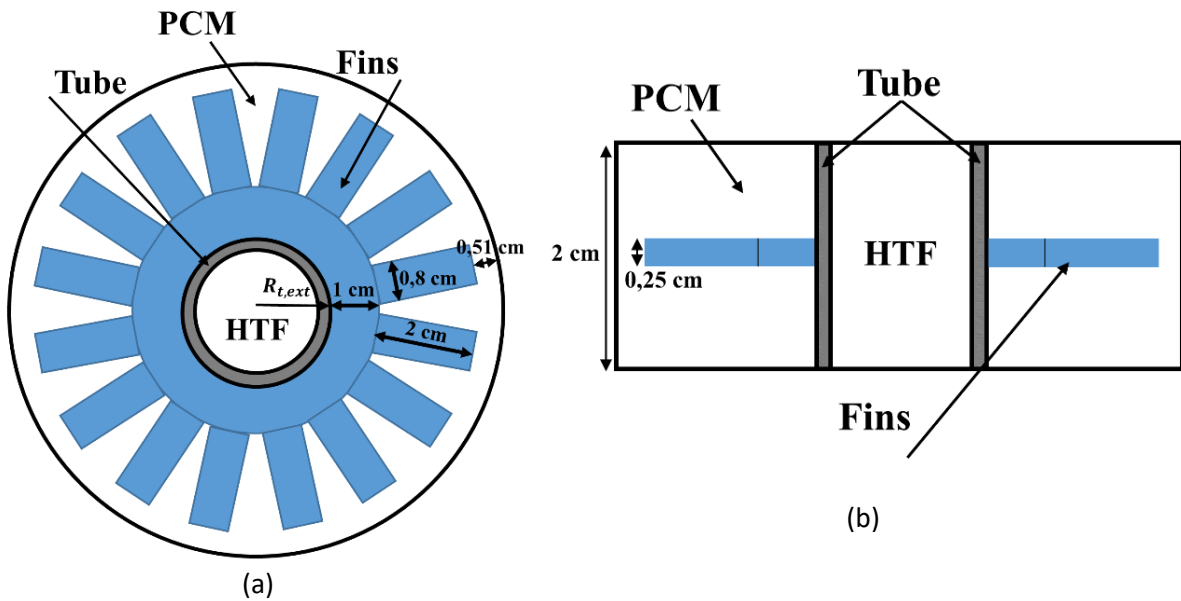 PCM
Fins
Tube
0,51 cm
0,8 cm
R_{t,ext}
1 cm
HTF
2 cm
(a)
Tube
PCM
2 cm
0,25 cm
HTF
Fins
(b)